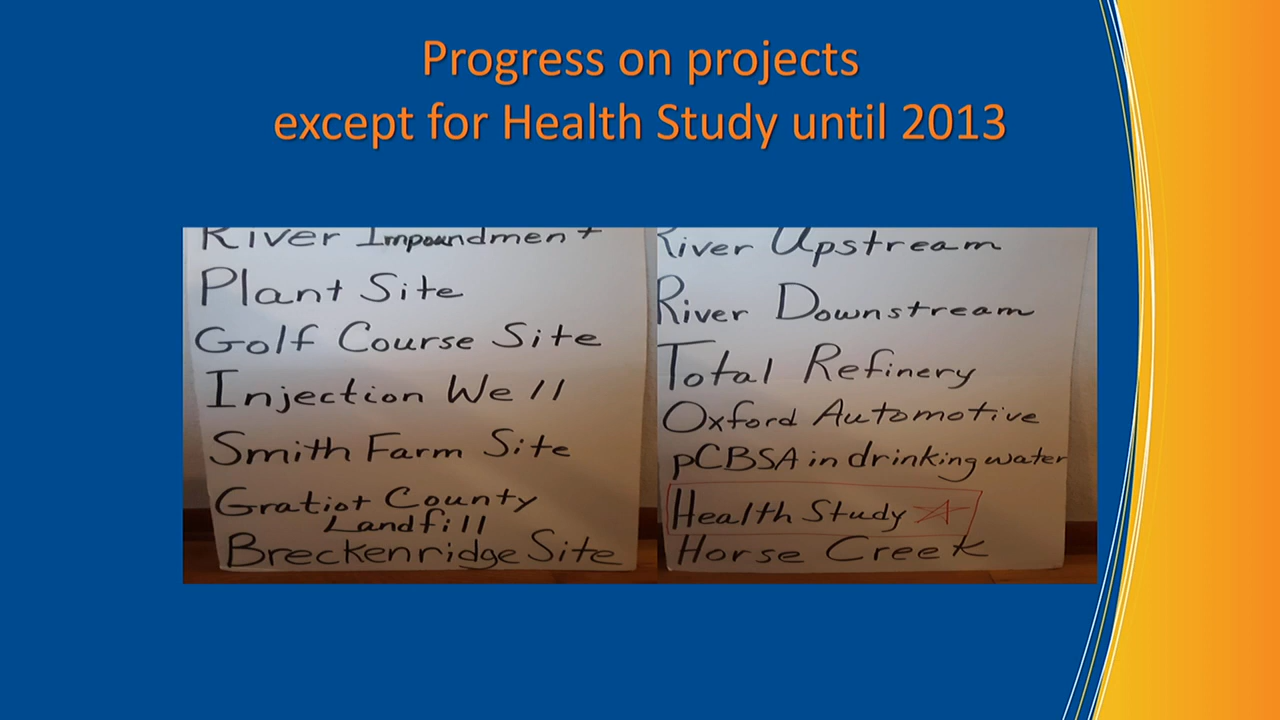 Progress on projects
except for Health Study until 2013
River Impoundment
Plant Site
Golf Course Site
Injection Well
Smith Farm Site
Gratiot County
Landfill
Breckenridge Site
River Upstream
River Downstream
Total Refinery
Oxford Automotive
pCBSA in drinking water
Health Study
Horse Creek